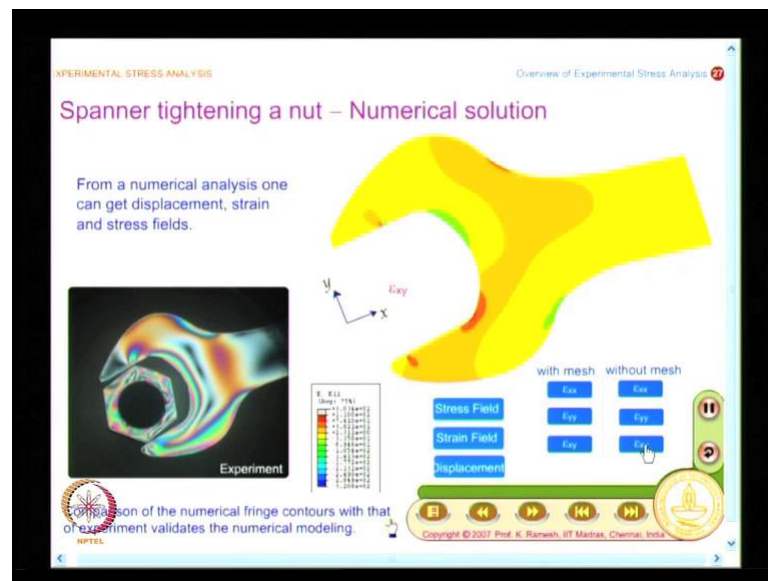 XPERIMENTAL STRESS ANALYSIS
Overview of Experimental Stress Analysis 27
Spanner tightening a nut – Numerical solution
From a numerical analysis one
can get displacement, strain
and stress fields.
y
εxy
x
Experiment
with mesh without mesh
Stress Field
Strain Field
Displacement
εxx εxx
εyy εyy
εxy
Comparison of the numerical fringe contours with that
of experiment validates the numerical modeling.
NPTEL
Copyright © 2007 Prof. K. Ramesh, IIT Madras, Chennai, India